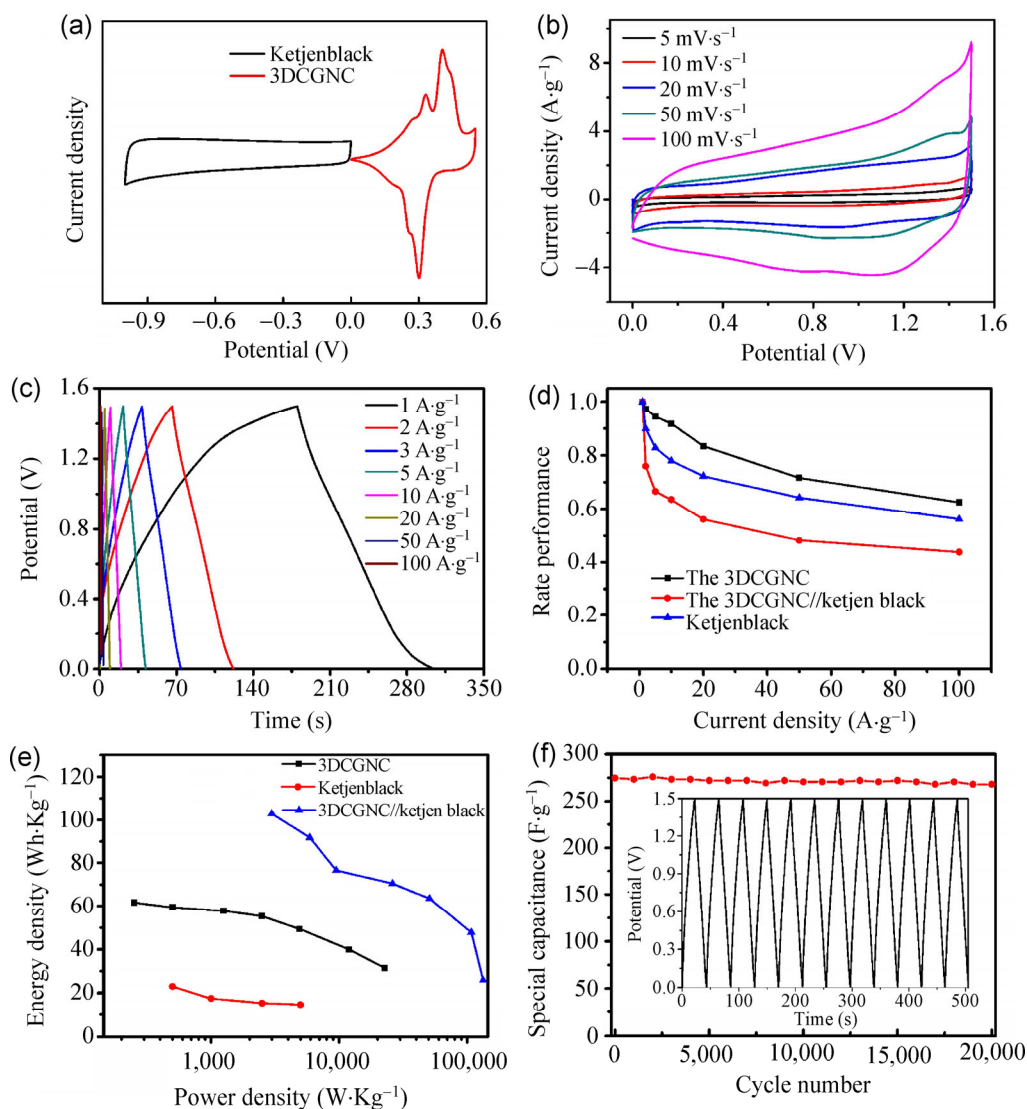 (a)
Ketjenblack
3DCGNC
Current density
−0.9 −0.6 −0.3 0.0 0.3 0.6
Potential (V)
(b)
5 mV·s⁻¹
10 mV·s⁻¹
20 mV·s⁻¹
50 mV·s⁻¹
100 mV·s⁻¹
Current density (A·g⁻¹)
8
4
0
−4
0.0 0.4 0.8 1.2 1.6
Potential (V)
(c)
1 A·g⁻¹
2 A·g⁻¹
3 A·g⁻¹
5 A·g⁻¹
10 A·g⁻¹
20 A·g⁻¹
50 A·g⁻¹
100 A·g⁻¹
Potential (V)
1.6
1.2
0.8
0.4
0.0
0 70 140 210 280 350
Time (s)
(d)
Rate performance
1.0
0.8
0.6
0.4
0.2
0.0
The 3DCGNC
The 3DCGNC//ketjen black
Ketjenblack
0 20 40 60 80 100
Current density (A·g⁻¹)
(e)
3DCGNC
Ketjenblack
3DCGNC//ketjen black
Energy density (Wh·Kg⁻¹)
120
100
80
60
40
20
0
1,000 10,000 100,000
Power density (W·Kg⁻¹)
(f)
Special capacitance (F·g⁻¹)
300
250
200
150
100
50
0
Potential (V)
1.5
1.2
0.9
0.6
0.3
0.0
0 100 200 300 400 500
Time (s)
0 5,000 10,000 15,000 20,000
Cycle number